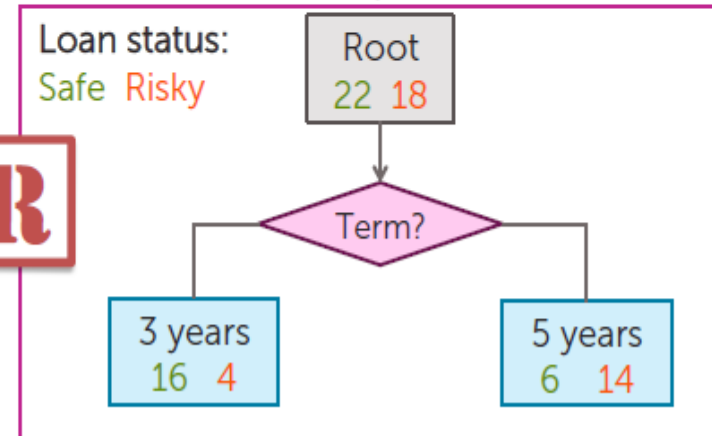 Loan status:
Safe Risky
Root
22 18
R
Term?
3 years
16 4
5 years
6 14